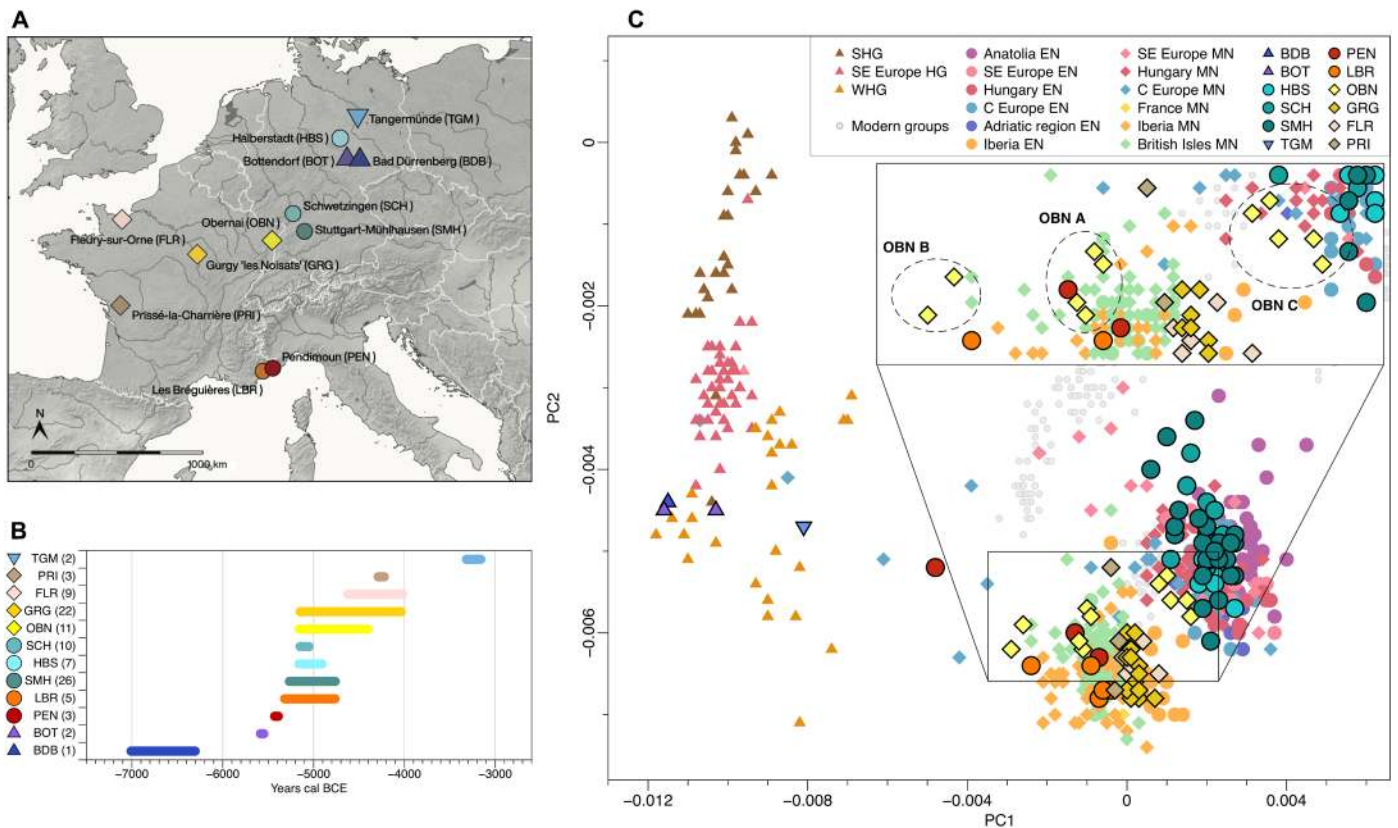 A
Tangermünde (TGM)
Halberstadt (HBS)
Bottendorf (BOT)
Bad Dürrenberg (BDB)
Schwetzingen (SCH)
Obernai (OBN)
Stuttgart-Mühlhausen (SMH)
Fleury-sur-Orne (FLR)
Gurgy 'les Noisats' (GRG)
Prissé-la-Charrière (PRI)
Pendimoun (PEN)
Les Bréguières (LBR)
N
0
1000 km
B
TGM (2)
PRI (3)
FLR (9)
GRG (22)
OBN (11)
SCH (10)
HBS (7)
SMH (26)
LBR (5)
PEN (3)
BOT (2)
BDB (1)
−7000
−6000
−5000
−4000
−3000
Years cal BCE
C
SHG
SE Europe HG
WHG
Modern groups
Anatolia EN
SE Europe EN
Hungary EN
C Europe EN
Adriatic region EN
Iberia EN
SE Europe MN
Hungary MN
C Europe MN
France MN
Iberia MN
British Isles MN
BDB
BOT
HBS
SCH
SMH
TGM
PEN
LBR
OBN
GRG
FLR
PRI
OBN B
OBN A
OBN C
0
−0.002
−0.004
−0.006
PC2
−0.012
−0.008
−0.004
0
0.004
PC1